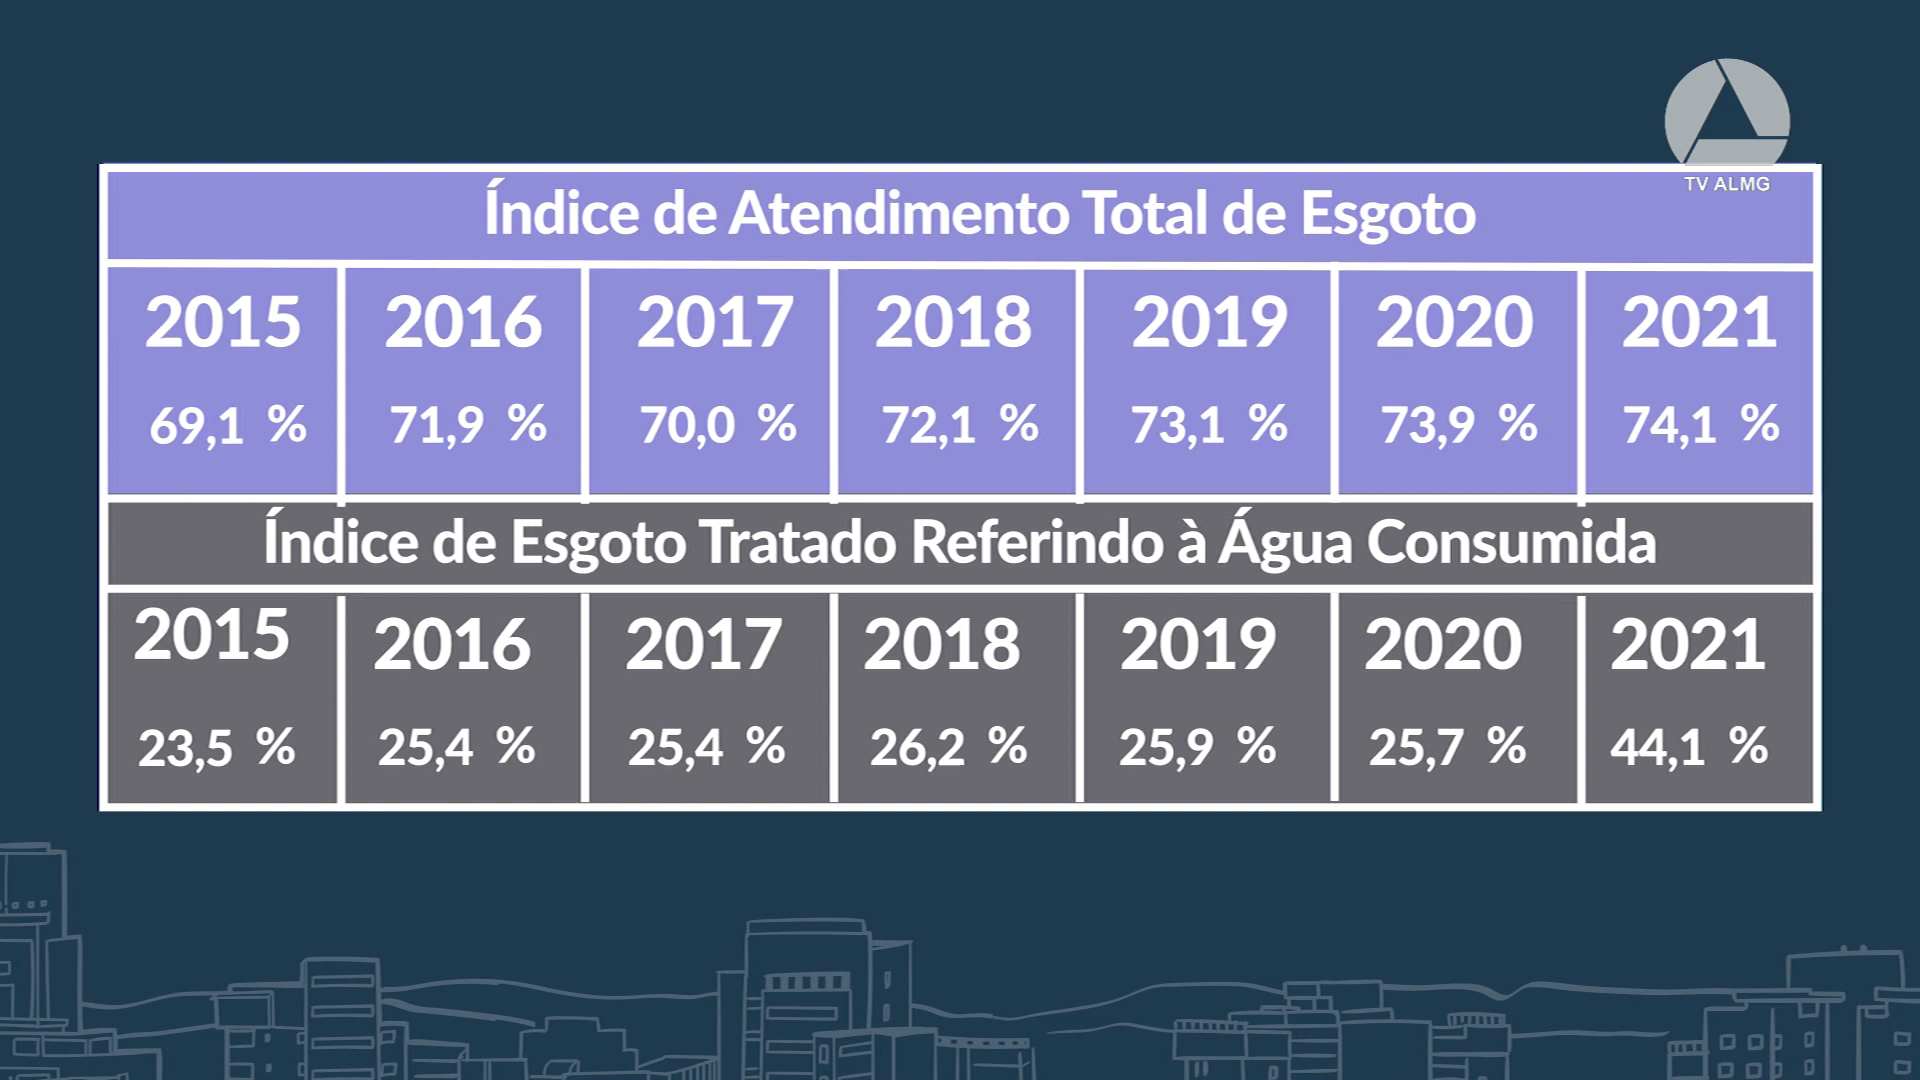 TV ALMG
Índice de Atendimento Total de Esgoto
2015 2016 2017 2018 2019 2020 2021
69,1 % 71,9 % 70,0 % 72,1 % 73,1 % 73,9 % 74,1 %
Índice de Esgoto Tratado Referindo à Água Consumida
2015 2016 2017 2018 2019 2020 2021
23,5 % 25,4 % 25,4 % 26,2 % 25,9 % 25,7 % 44,1 %